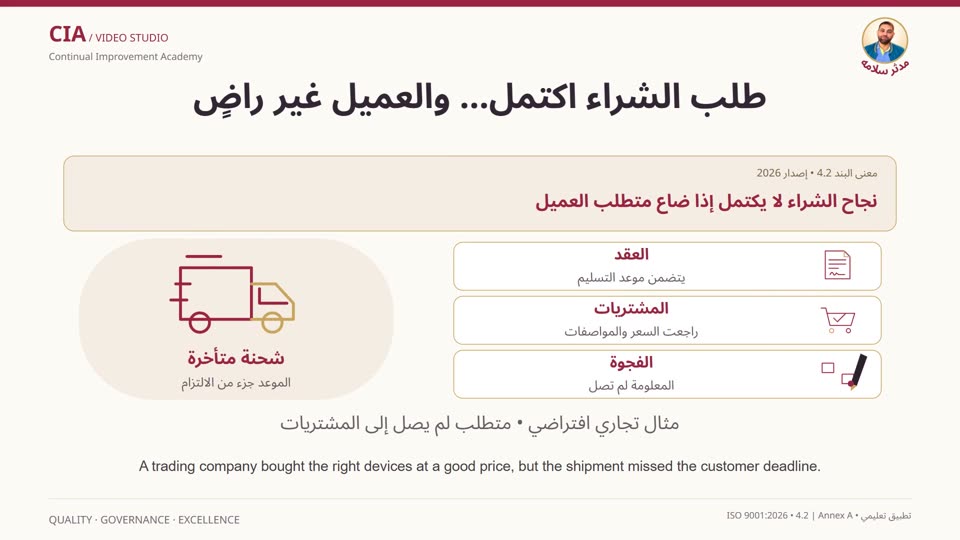 CIA / VIDEO STUDIO
Continual Improvement Academy
مدثر سلامه
طلب الشراء اكتمل... والعميل غير راضٍ
معنى البند 4.2 • إصدار 2026
نجاح الشراء لا يكتمل إذا ضاع متطلب العميل
العقد
يتضمن موعد التسليم
المشتريات
راجعت السعر والمواصفات
الفجوة
المعلومة لم تصل
شحنة متأخرة
الموعد جزء من الالتزام
مثال تجاري افتراضي • متطلب لم يصل إلى المشتريات
A trading company bought the right devices at a good price, but the shipment missed the customer deadline.
QUALITY · GOVERNANCE · EXCELLENCE
ISO 9001:2026 • 4.2 | Annex A • تطبيق تعليمي